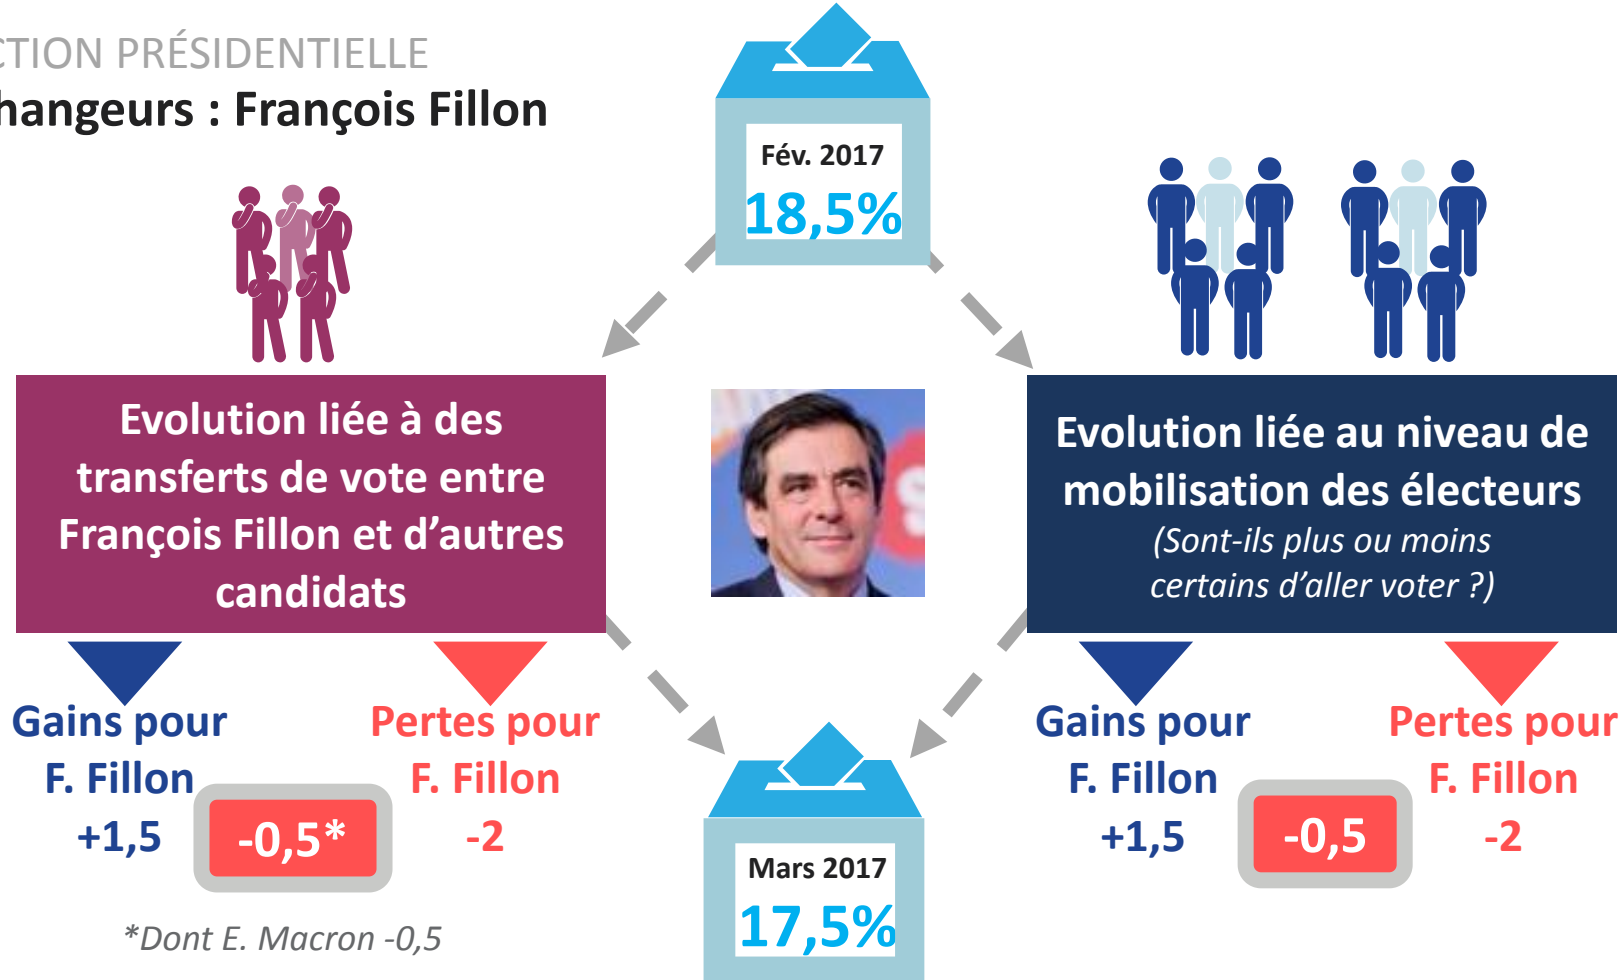 CTION PRÉSIDENTIELLE
hangeurs : François Fillon
Fév. 2017
18,5%
Evolution liée à des
transferts de vote entre
François Fillon et d'autres
candidats
Evolution liée au niveau de
mobilisation des électeurs
(Sont-ils plus ou moins
certains d'aller voter ?)
Gains pour
F. Fillon
+1,5
-0,5*
Pertes pour
F. Fillon
-2
*Dont E. Macron -0,5
Gains pour
F. Fillon
+1,5
-0,5
Pertes pour
F. Fillon
-2
Mars 2017
17,5%